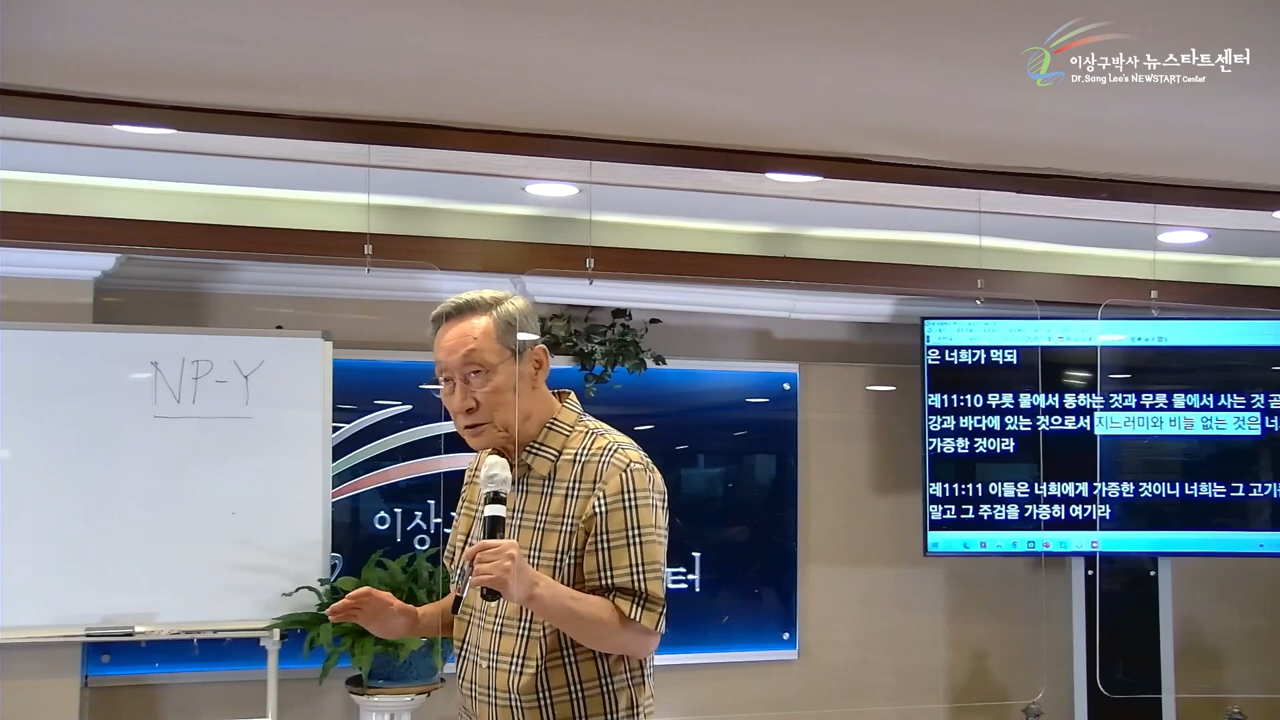 이상구박사 뉴스타트센터
Dr. Sang Lee's NEWSTART Center
NP-Y
은 너희가 먹되
레11:10 무릇 물에서 동하는 것과 무릇 물에서 사는 것 곧
강과 바다에 있는 것으로서 지느러미와 비늘 없는 것은
가증한 것이라
레11:11 이들은 너희에게 가증한 것이니 너희는 그 고기를
말고 그 주검을 가증히 여기라
이상
터